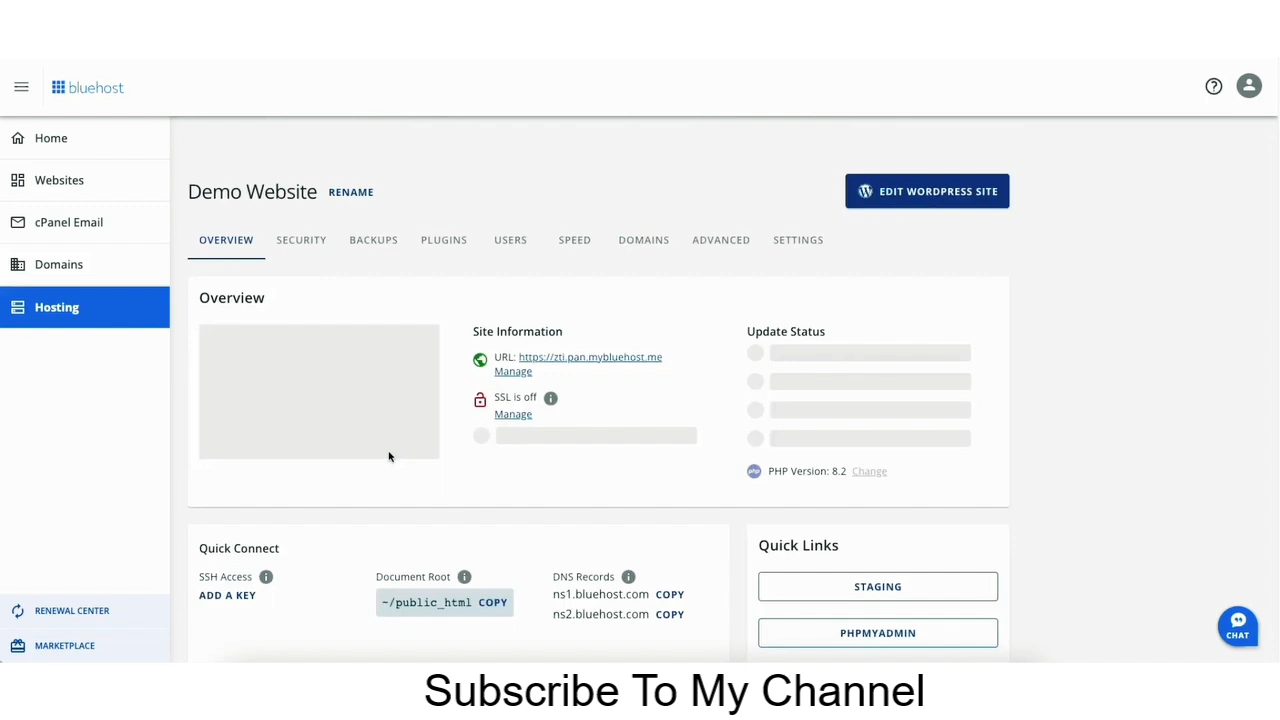 bluehost
Home
Websites
cPanel Email
Domains
Hosting
RENEWAL CENTER
MARKETPLACE
Demo Website RENAME
EDIT WORDPRESS SITE
OVERVIEW SECURITY BACKUPS PLUGINS USERS SPEED DOMAINS ADVANCED SETTINGS
Overview
Site Information
URL: https://zti.pan.mybluehost.me
Manage
SSL is off
Manage
Update Status
php PHP Version: 8.2 Change
Quick Connect
SSH Access
ADD A KEY
Document Root
~/public_html COPY
DNS Records
ns1.bluehost.com COPY
ns2.bluehost.com COPY
Quick Links
STAGING
PHPMYADMIN
CHAT
Subscribe To My Channel